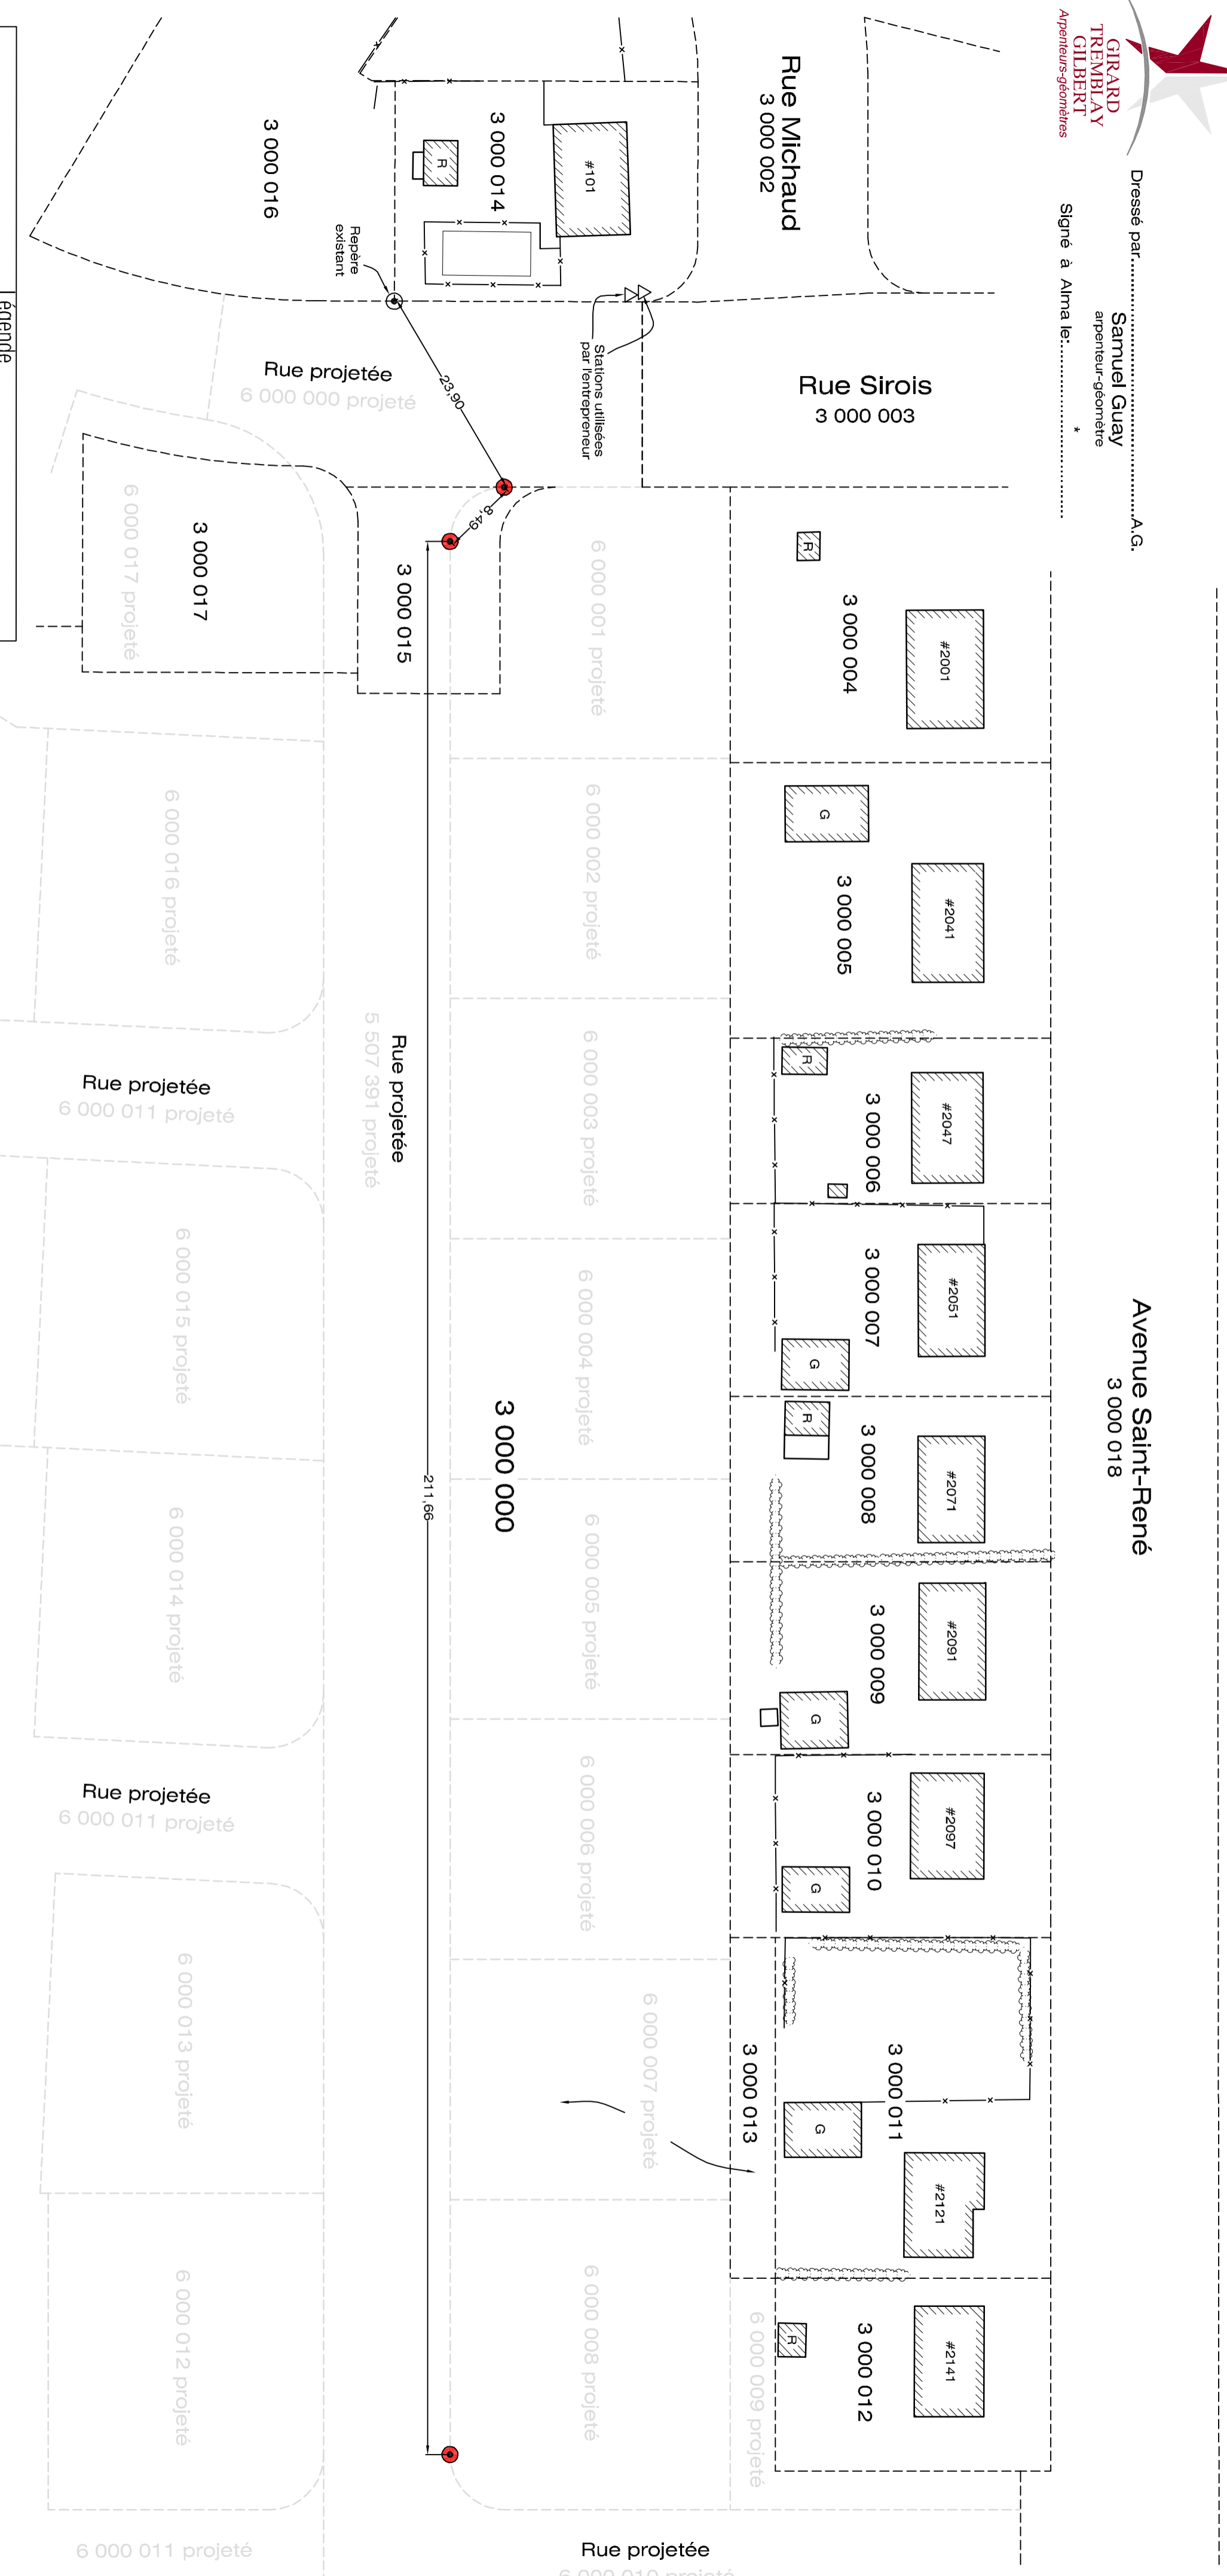 GIRARD
TREMBLAY
GILBERT
Arpenteurs-géomètres
Dressé par..........................................A.G.
Samuel Guay
arpenteur-géomètre
Signé à Alma le:..........................................
*
Rue Michaud
3 000 002
#101
3 000 014
R
3 000 016
Repère
existant
Stations utilisées
par l'entrepreneur
Rue Sirois
3 000 003
Rue projetée
6 000 000 projeté
23,90
8,49
Légende
3 000 017
6 000 017 projeté
3 000 015
6 000 001 projeté
R
3 000 004
#2001
G
3 000 005
#2041
6 000 002 projeté
6 000 016 projeté
R
3 000 006
#2047
6 000 003 projeté
Rue projetée
5 507 391 projeté
Rue projetée
6 000 011 projeté
3 000 007
#2051
G
6 000 004 projeté
6 000 015 projeté
Avenue Saint-René
3 000 018
3 000 000
211,66
R
3 000 008
#2071
6 000 005 projeté
6 000 014 projeté
3 000 009
#2091
G
6 000 006 projeté
Rue projetée
6 000 011 projeté
3 000 010
#2097
G
6 000 007 projeté
6 000 013 projeté
3 000 013
3 000 011
G
#2121
6 000 008 projeté
6 000 012 projeté
6 000 009 projeté
R
3 000 012
#2141
6 000 011 projeté
Rue projetée
6 000 010 projeté